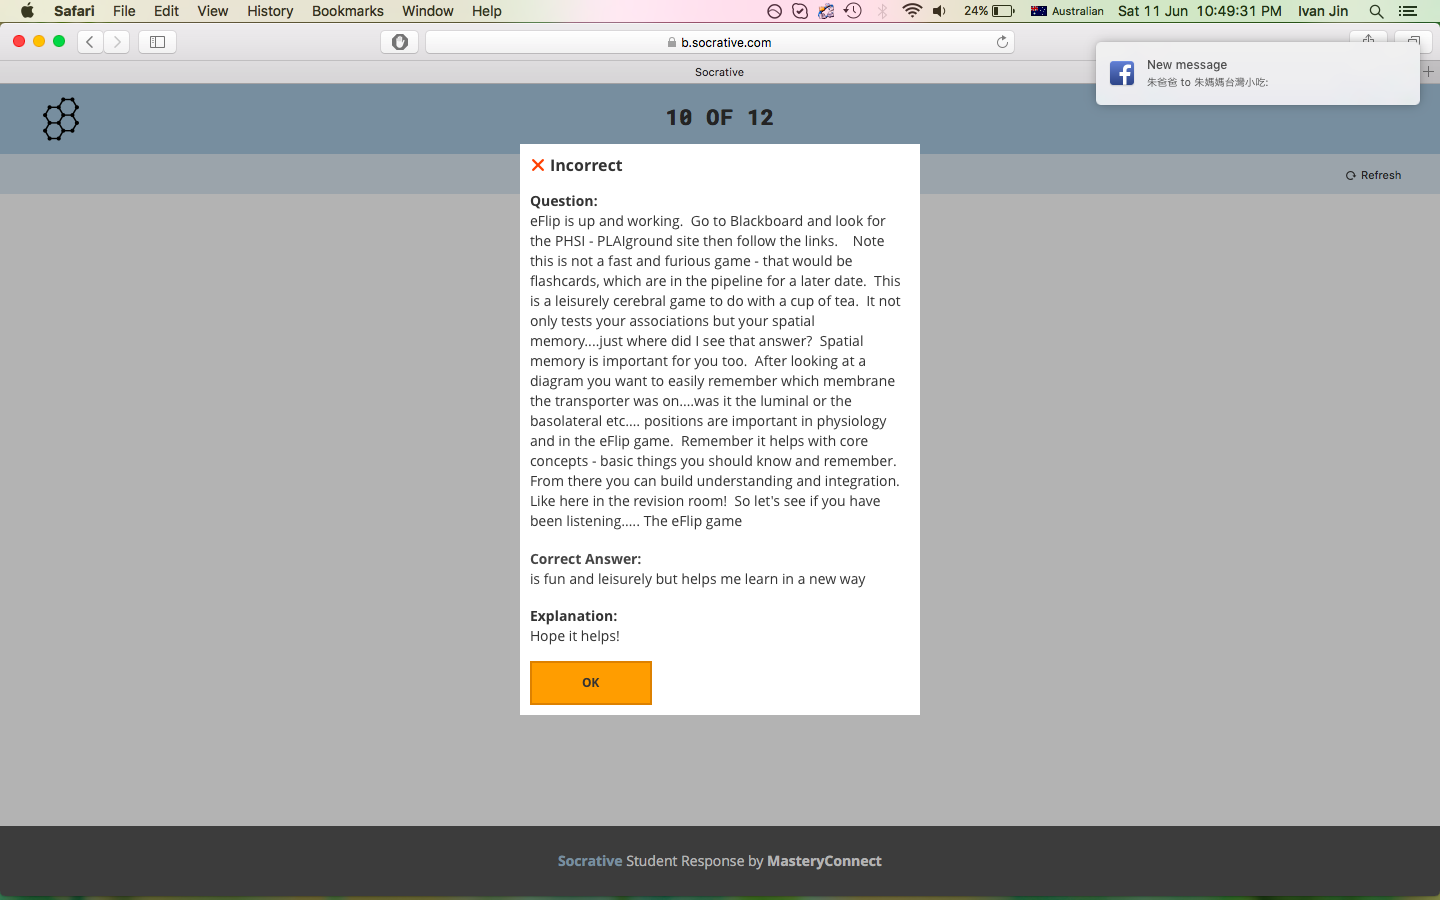 Safari File Edit View History Bookmarks Window Help 24% Australian Sat 11 Jun 10:49:31 PM Ivan Jin
b.socrative.com
Socrative
New message
朱爸爸 to 朱媽媽台灣小吃:
10 OF 12
Refresh
Incorrect
Question:
eFlip is up and working.  Go to Blackboard and look for
the PHSI - PLAIground site then follow the links.    Note
this is not a fast and furious game - that would be
flashcards, which are in the pipeline for a later date.  This
is a leisurely cerebral game to do with a cup of tea.  It not
only tests your associations but your spatial
memory....just where did I see that answer?  Spatial
memory is important for you too.  After looking at a
diagram you want to easily remember which membrane
the transporter was on....was it the luminal or the
basolateral etc.... positions are important in physiology
and in the eFlip game.  Remember it helps with core
concepts - basic things you should know and remember.
From there you can build understanding and integration.
Like here in the revision room!  So let's see if you have
been listening..... The eFlip game
Correct Answer:
is fun and leisurely but helps me learn in a new way
Explanation:
Hope it helps!
OK
Socrative Student Response by MasteryConnect